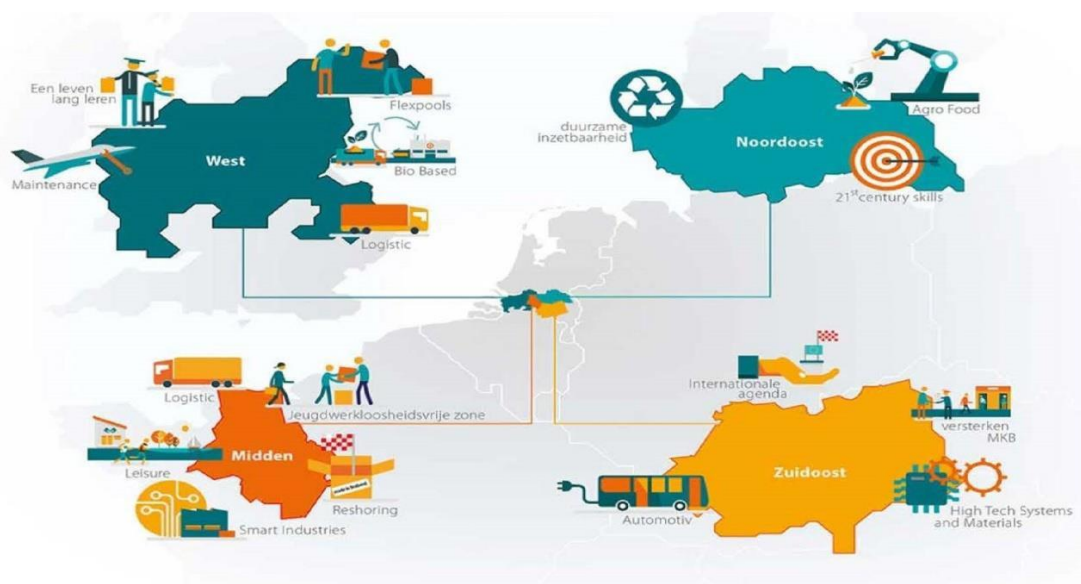 Een leven
lang leren
Flexpools
West
Bio Based
Maintenance
Logistic
duurzame
inzetbaarheid
Noordoost
Agro Food
21st century skills
Logistic
Jeugdwerkloosheidsvrije zone
Midden
Leisure
Reshoring
Smart Industries
Internationale
agenda
versterken
MKB
Zuidoost
Automotiv
High Tech Systems
and Materials